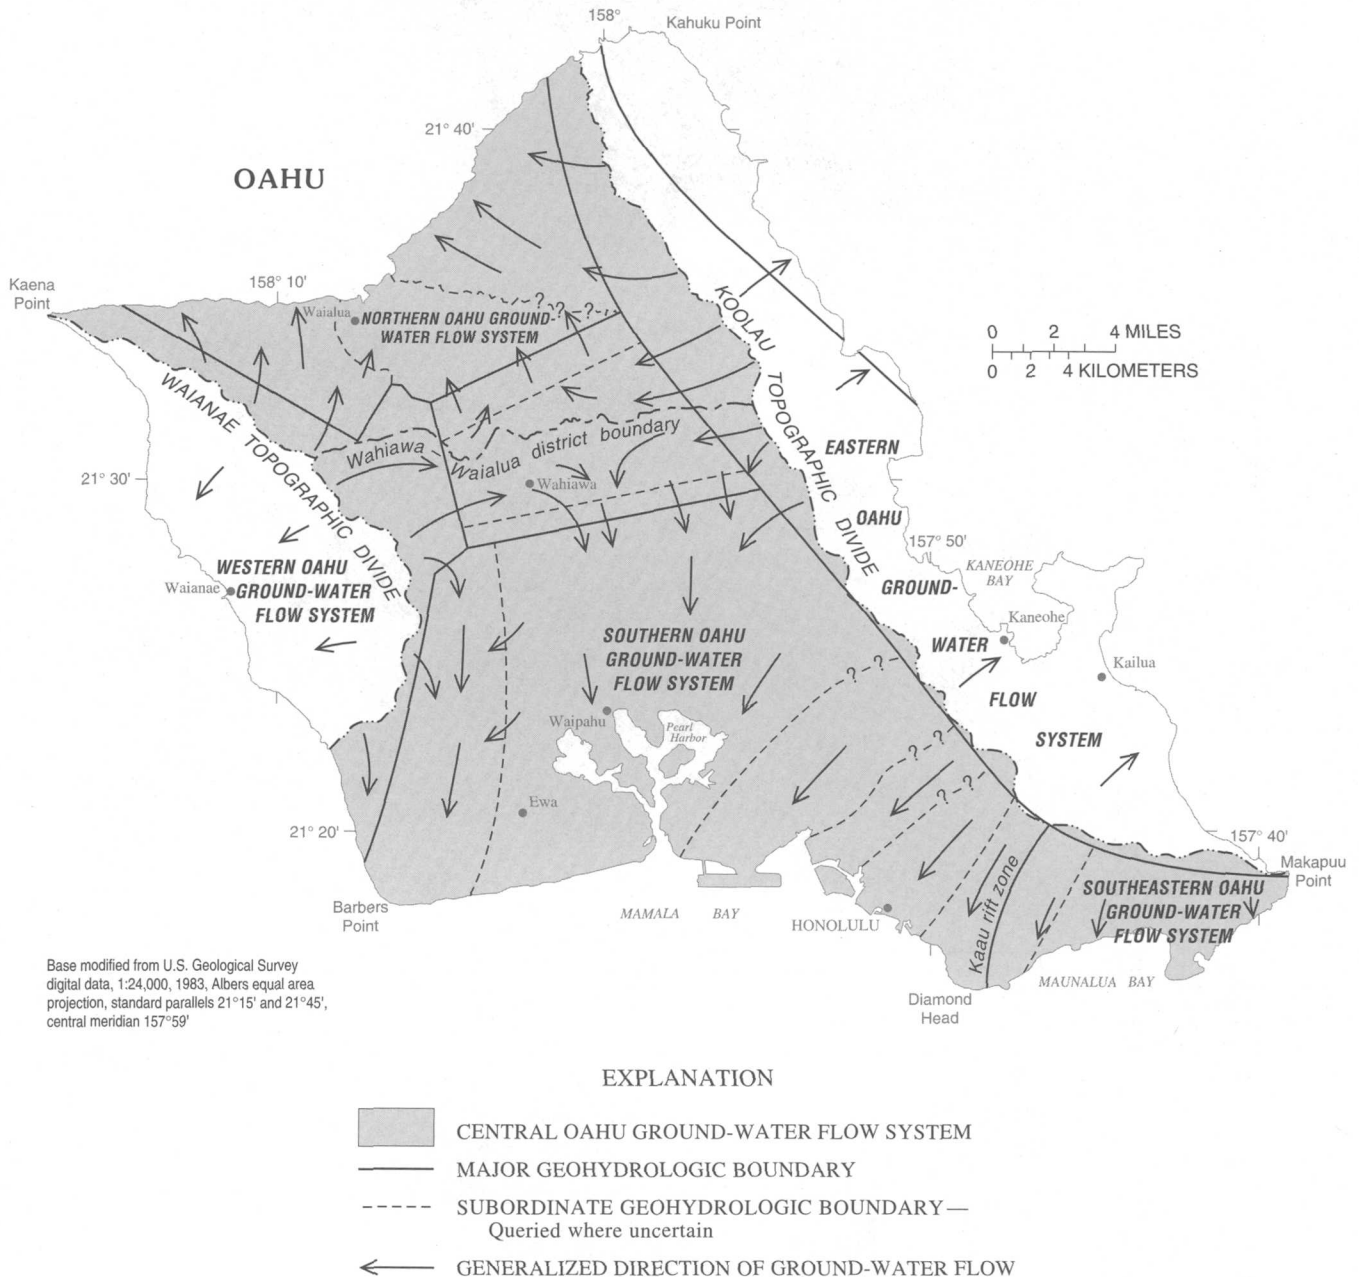 158°
Kahuku Point
21° 40'
OAHU
Kaena
Point
158° 10'
Waialua
NORTHERN OAHU GROUND-
WATER FLOW SYSTEM
? ? ?
KOOLAU TOPOGRAPHIC DIVIDE
0 2 4 MILES
0 2 4 KILOMETERS
WAIANAE TOPOGRAPHIC DIVIDE
Wahiawa
Waialua district boundary
EASTERN
21° 30'
Wahiawa
OAHU
157° 50'
KANEOHE
BAY
WESTERN OAHU
GROUND-WATER
FLOW SYSTEM
Waianae
GROUND-
Kaneohe
SOUTHERN OAHU
GROUND-WATER
FLOW SYSTEM
WATER
Kailua
? ?
FLOW
Waipahu
Pearl
Harbor
SYSTEM
? ?
? ?
Ewa
21° 20'
157° 40'
Makapuu
Point
Kaau rift zone
SOUTHEASTERN OAHU
GROUND-WATER
FLOW SYSTEM
Barbers
Point
MAMALA BAY
HONOLULU
MAUNALUA BAY
Diamond
Head
Base modified from U.S. Geological Survey
digital data, 1:24,000, 1983, Albers equal area
projection, standard parallels 21°15' and 21°45',
central meridian 157°59'
EXPLANATION
CENTRAL OAHU GROUND-WATER FLOW SYSTEM
MAJOR GEOHYDROLOGIC BOUNDARY
SUBORDINATE GEOHYDROLOGIC BOUNDARY—
Queried where uncertain
GENERALIZED DIRECTION OF GROUND-WATER FLOW